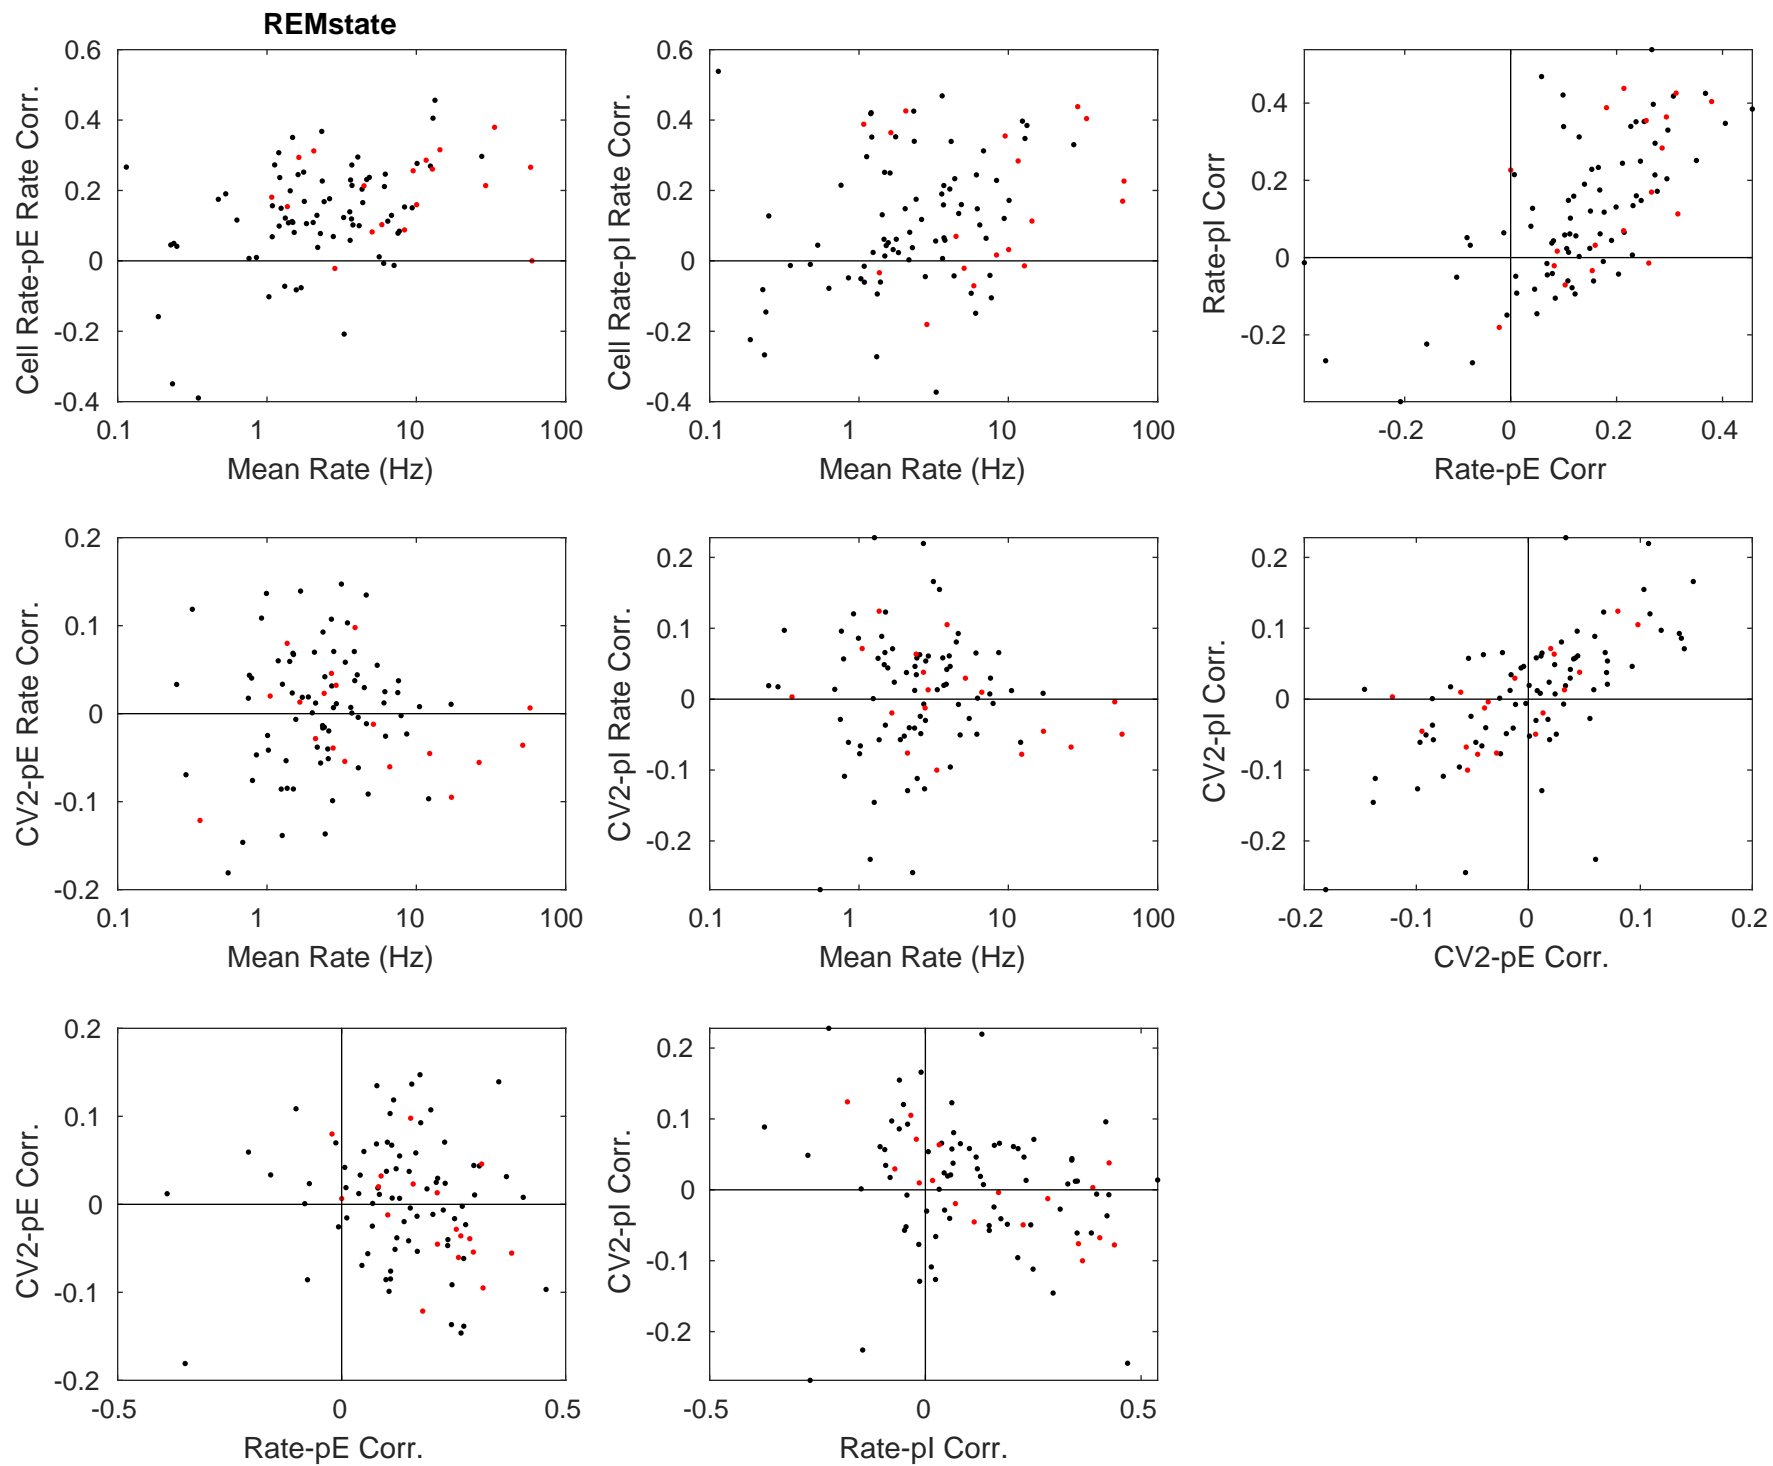 REMstate
0.6
0.4
0.2
0
-0.2
-0.4
0.1 1 10 100
Mean Rate (Hz)
Cell Rate-pE Rate Corr.
0.6
0.4
0.2
0
-0.2
-0.4
0.1 1 10 100
Mean Rate (Hz)
Cell Rate-pI Rate Corr.
0.4
0.2
0
-0.2
-0.2 0 0.2 0.4
Rate-pE Corr
Rate-pI Corr
0.2
0.1
0
-0.1
-0.2
0.1 1 10 100
Mean Rate (Hz)
CV2-pE Rate Corr.
0.2
0.1
0
-0.1
-0.2
0.1 1 10 100
Mean Rate (Hz)
CV2-pI Rate Corr.
0.2
0.1
0
-0.1
-0.2
-0.2 -0.1 0 0.1 0.2
CV2-pE Corr.
CV2-pI Corr.
0.2
0.1
0
-0.1
-0.2
-0.5 0 0.5
Rate-pE Corr.
CV2-pE Corr.
0.2
0.1
0
-0.1
-0.2
-0.5 0 0.5
Rate-pI Corr.
CV2-pI Corr.